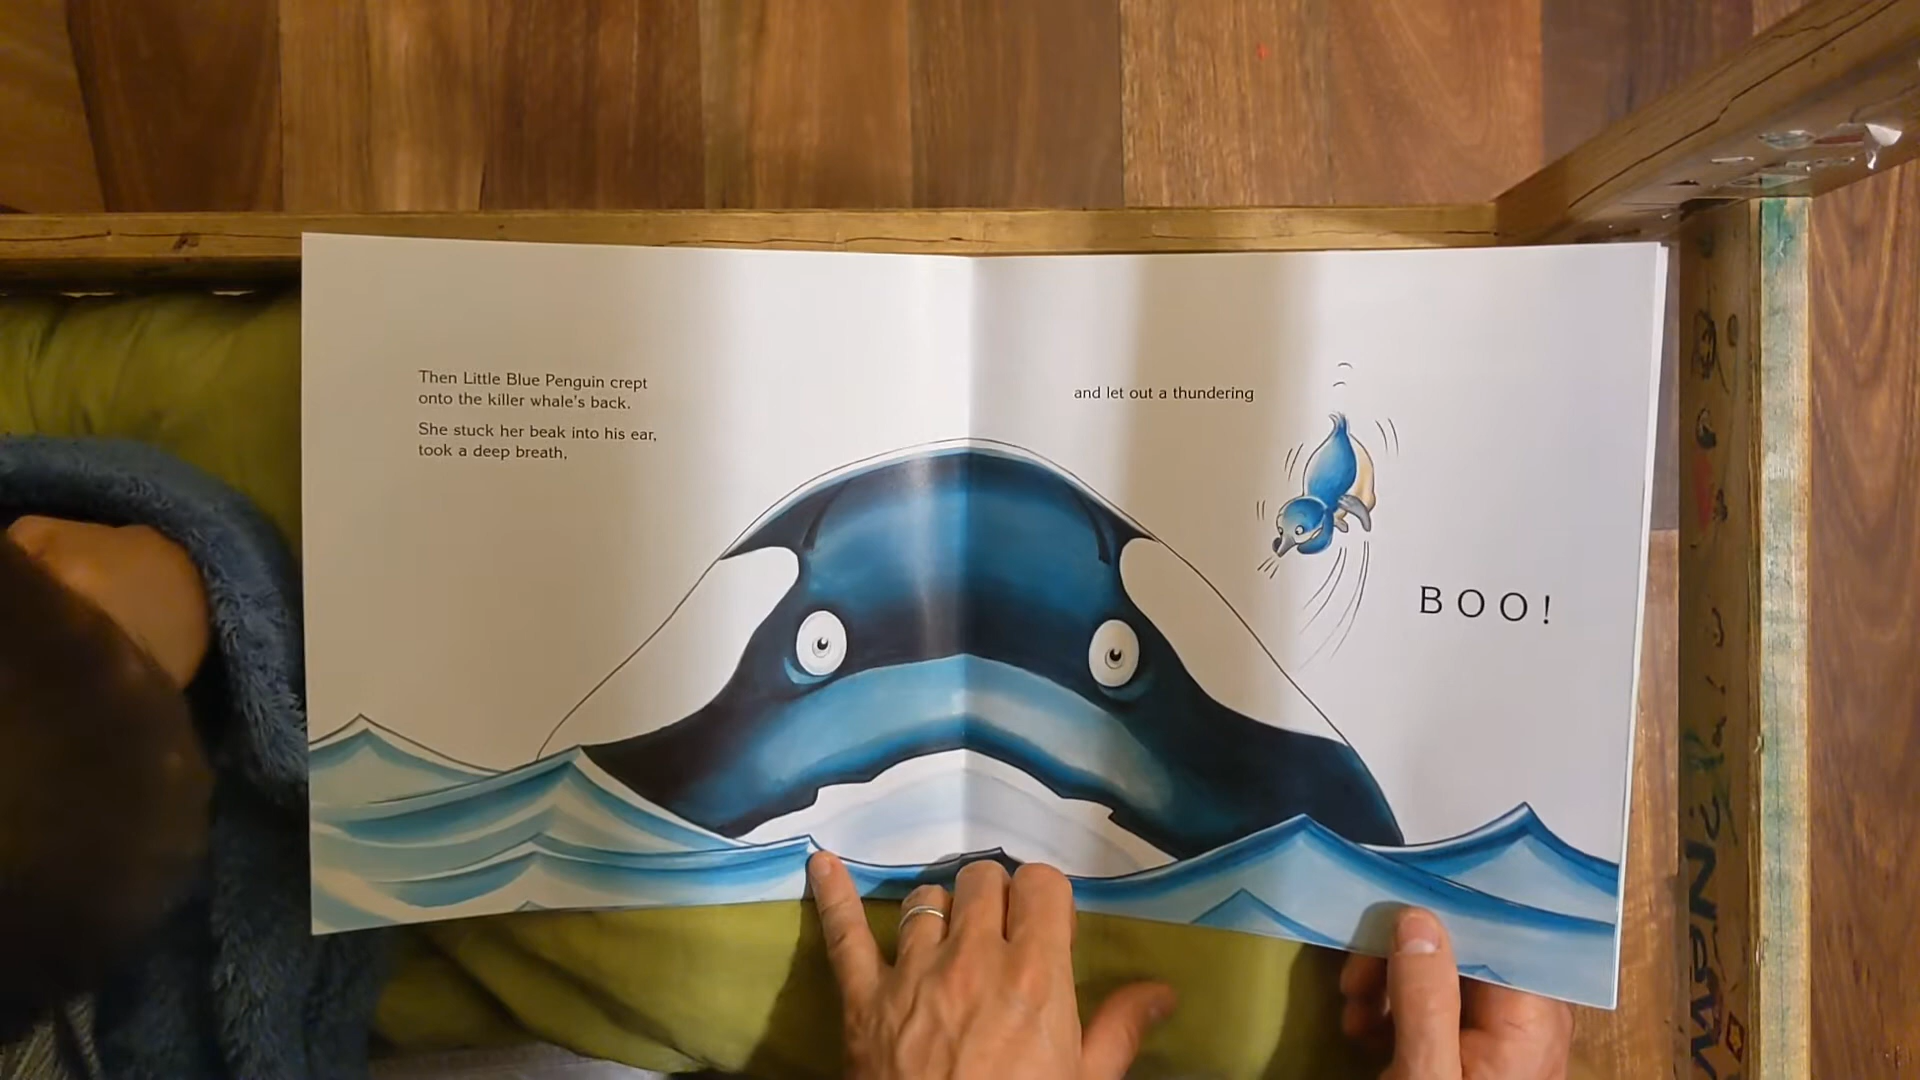 Then Little Blue Penguin crept
onto the killer whale's back.
She stuck her beak into his ear,
took a deep breath,
and let out a thundering
BOO!